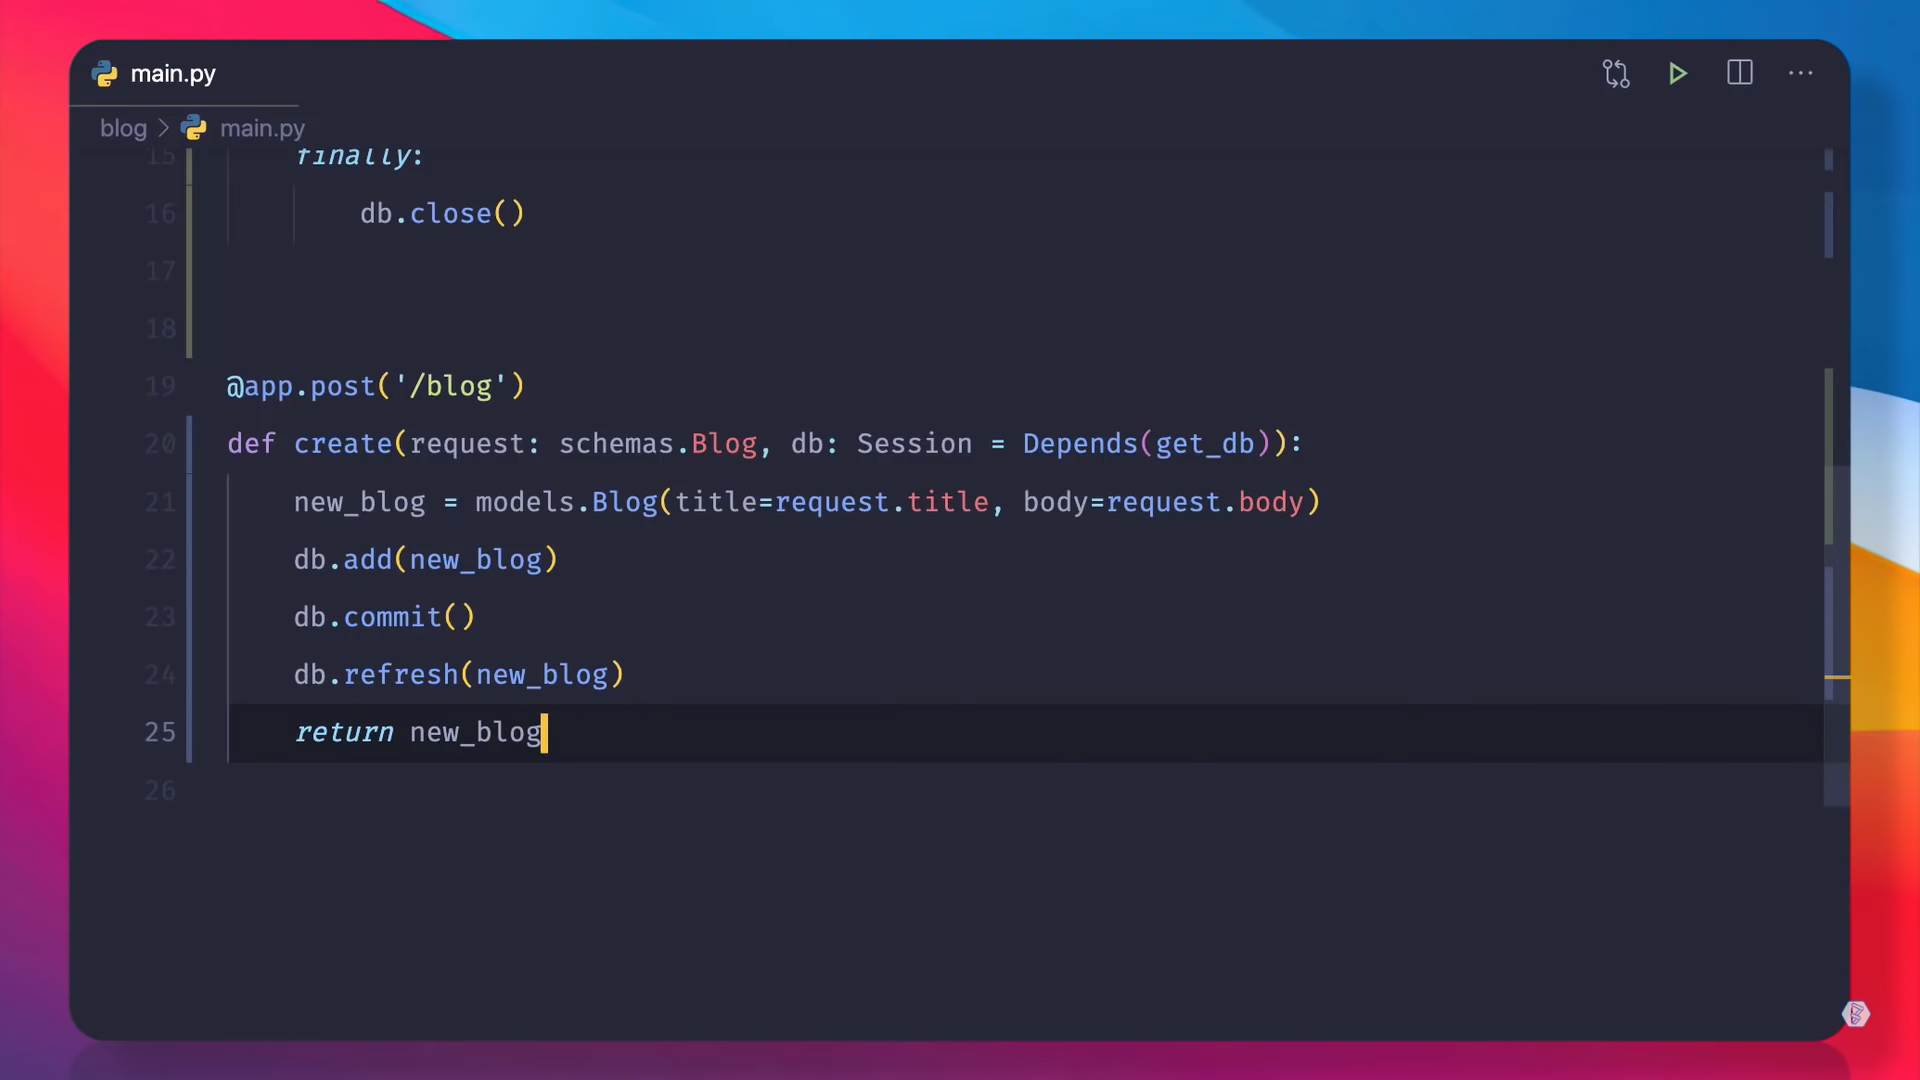 main.py
blog > main.py
15 finally:
16 db.close()
17
18
19 @app.post('/blog')
20 def create(request: schemas.Blog, db: Session = Depends(get_db)):
21 new_blog = models.Blog(title=request.title, body=request.body)
22 db.add(new_blog)
23 db.commit()
24 db.refresh(new_blog)
25 return new_blog
26